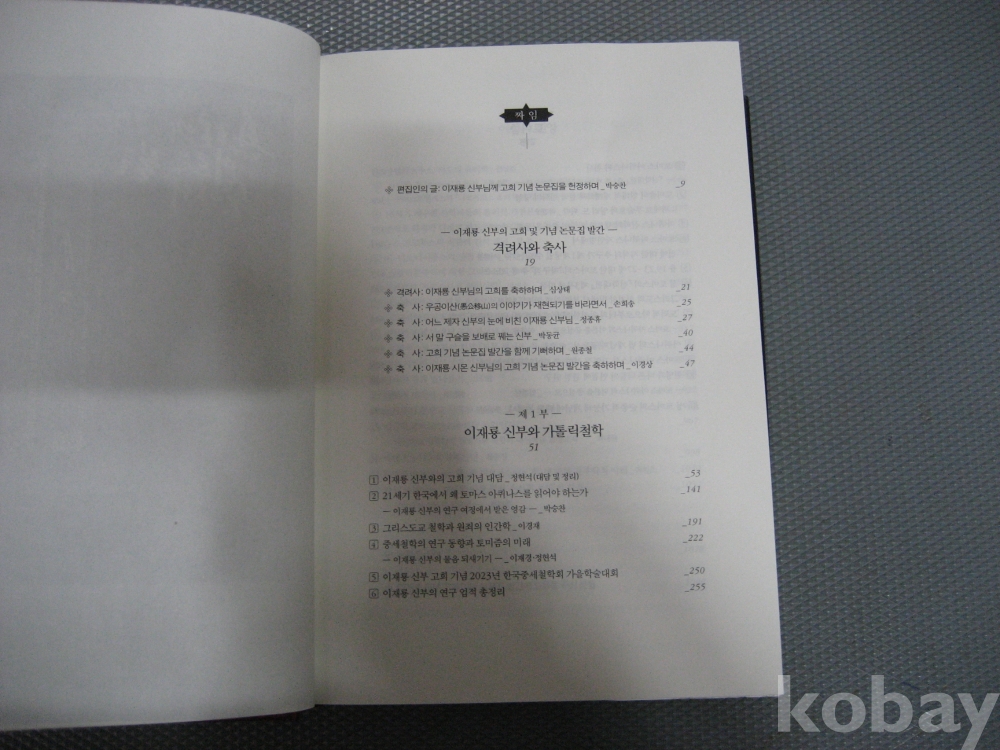 짜임
❖ 편집인의 글: 이재룡 신부님께 고희 기념 논문집을 헌정하며 _박승찬 _9
— 이재룡 신부의 고희 및 기념 논문집 발간 —
격려사와 축사
19
❖ 격려사: 이재룡 신부님의 고희를 축하하며 _심상태 _21
❖ 축 사: 우공이산(愚公移山)의 이야기가 재현되기를 바라면서 _손희송 _25
❖ 축 사: 어느 제자 신부의 눈에 비친 이재룡 신부님 _정종휴 _27
❖ 축 사: 서 말 구슬을 보배로 꿰는 신부 _박동균 _40
❖ 축 사: 고희 기념 논문집 발간을 함께 기뻐하며 _원종철 _44
❖ 축 사: 이재룡 시몬 신부님의 고희 기념 논문집 발간을 축하하며 _이경상 _47
— 제 1 부 —
이재룡 신부와 가톨릭철학
51
1 이재룡 신부와의 고희 기념 대담 _정현석(대담 및 정리) _53
2 21세기 한국에서 왜 토마스 아퀴나스를 읽어야 하는가 _141
— 이재룡 신부의 연구 여정에서 받은 영감 — _박승찬
3 그리스도교 철학과 원죄의 인간학 _이경재 _191
4 중세철학의 연구 동향과 토미즘의 미래 _222
— 이재룡 신부의 물음 되새기기 — _이재경·정현석
5 이재룡 신부 고희 기념 2023년 한국중세철학회 가을학술대회 _250
6 이재룡 신부의 연구 업적 총정리 _255
kobay